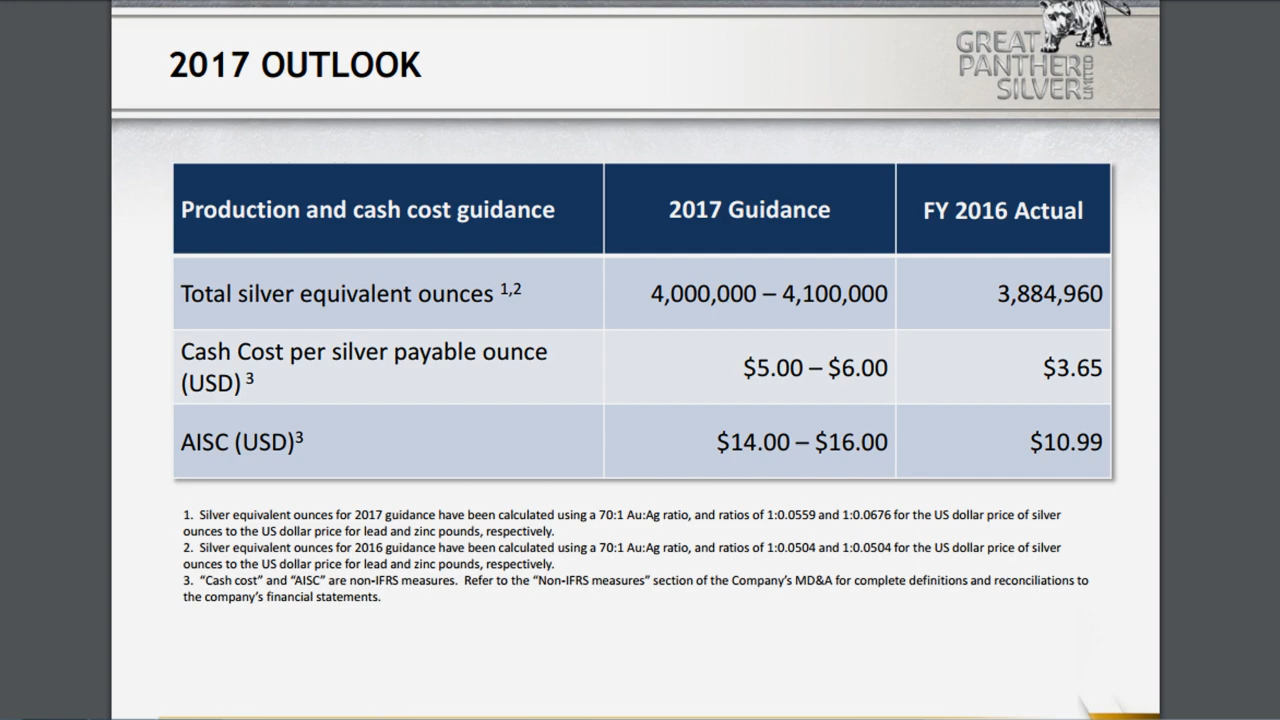 2017 OUTLOOK
GREAT
PANTHER
SILVER
LIMITED
Production and cash cost guidance
2017 Guidance
FY 2016 Actual
Total silver equivalent ounces 1,2
4,000,000 – 4,100,000
3,884,960
Cash Cost per silver payable ounce
(USD) 3
$5.00 – $6.00
$3.65
AISC (USD)3
$14.00 – $16.00
$10.99
1. Silver equivalent ounces for 2017 guidance have been calculated using a 70:1 Au:Ag ratio, and ratios of 1:0.0559 and 1:0.0676 for the US dollar price of silver
ounces to the US dollar price for lead and zinc pounds, respectively.
2. Silver equivalent ounces for 2016 guidance have been calculated using a 70:1 Au:Ag ratio, and ratios of 1:0.0504 and 1:0.0504 for the US dollar price of silver
ounces to the US dollar price for lead and zinc pounds, respectively.
3. “Cash cost” and “AISC” are non-IFRS measures. Refer to the “Non-IFRS measures” section of the Company’s MD&A for complete definitions and reconciliations to
the company’s financial statements.